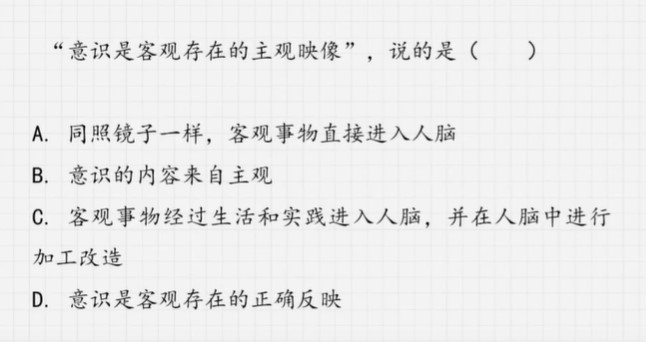 “意识是客观存在的主观映像”，说的是（　　）
A. 同照镜子一样，客观事物直接进入人脑
B. 意识的内容来自主观
C. 客观事物经过生活和实践进入人脑，并在人脑中进行
加工改造
D. 意识是客观存在的正确反映